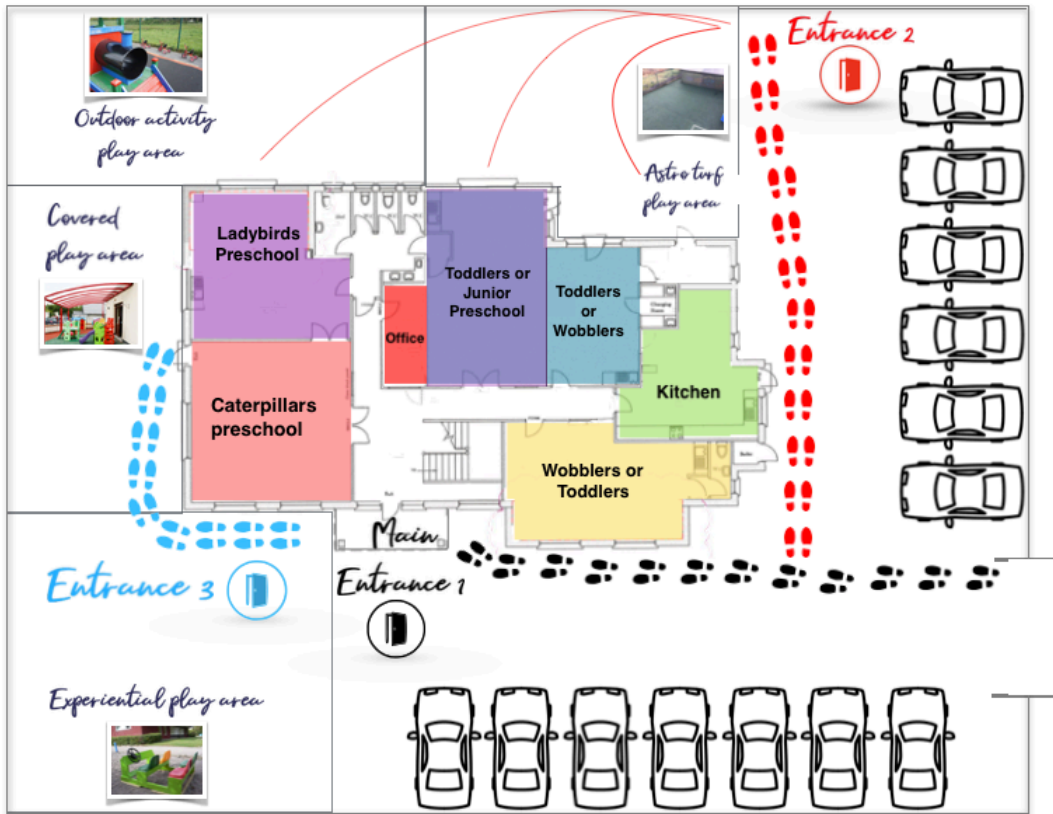 Entrance 2
Outdoor activity
play area
Astro turf
play area
Covered
play area
Ladybirds
Preschool
Toddlers or
Junior
Preschool
Toddlers
or
Wobblers
Office
Kitchen
Caterpillars
preschool
Wobblers or
Toddlers
Main
Entrance 3
Entrance 1
Experiential play area